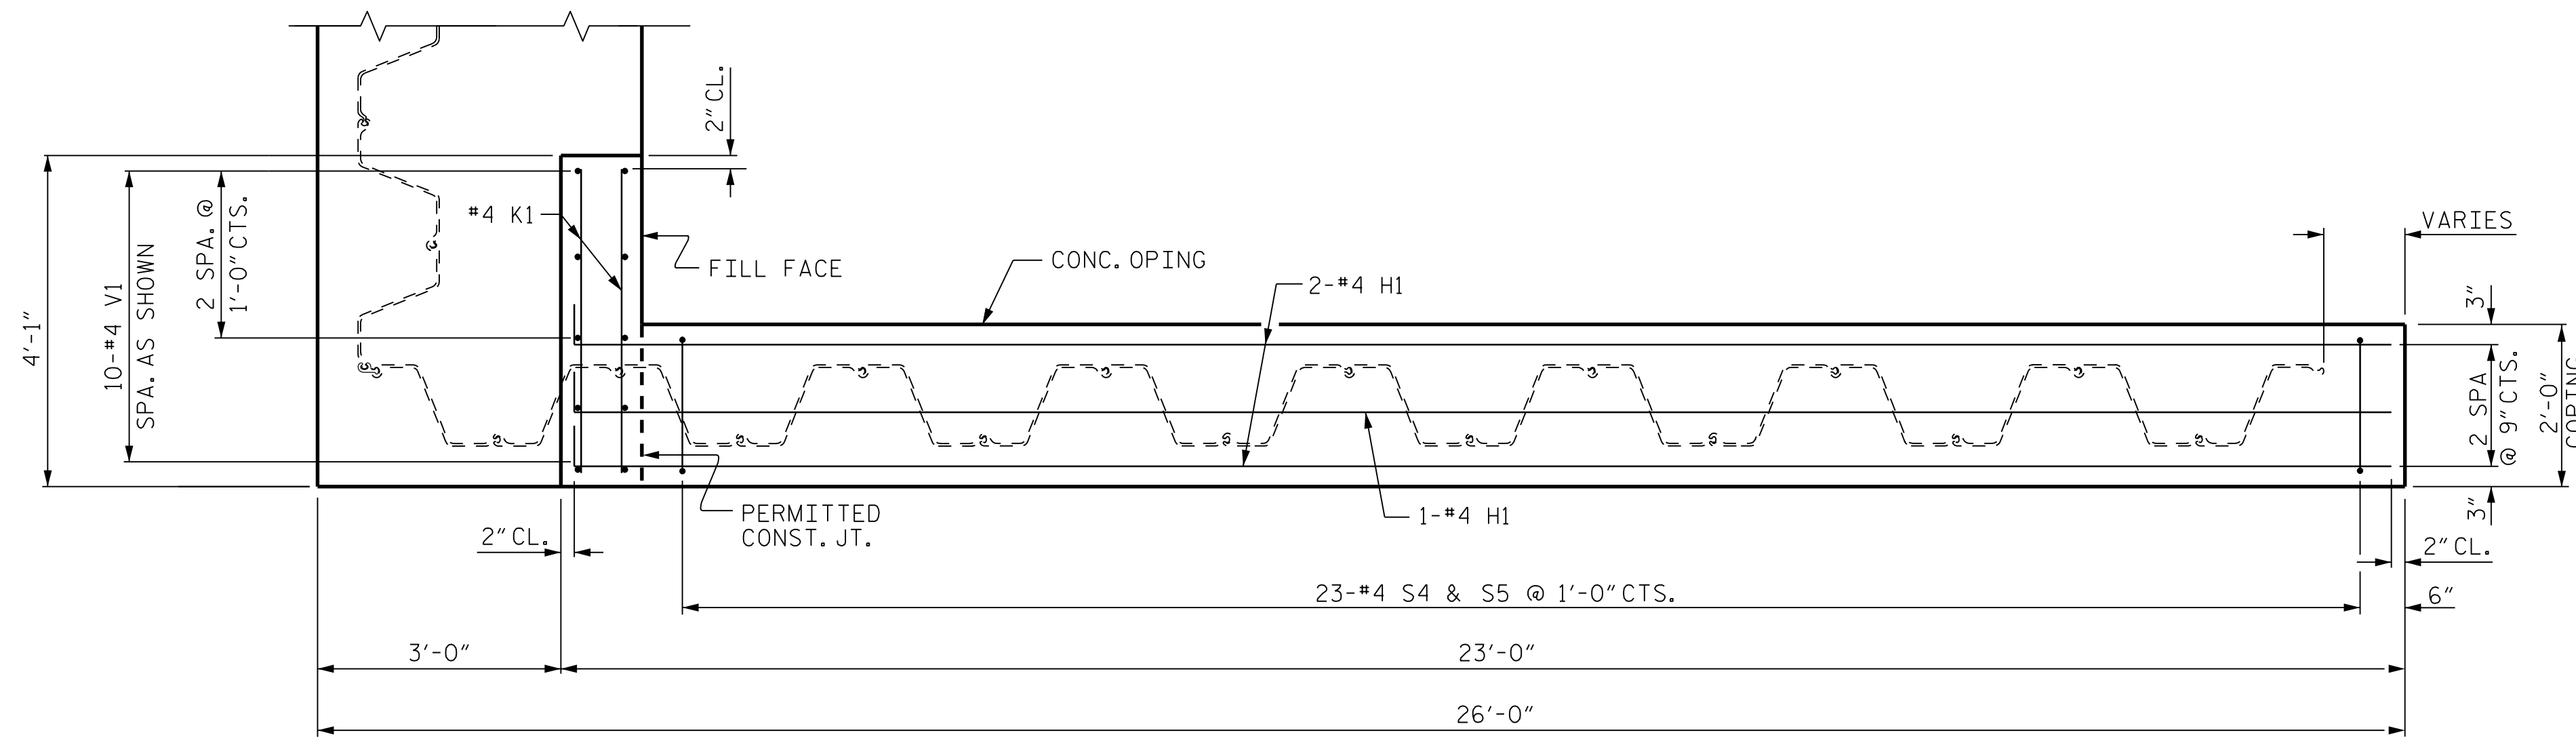 2" CL.
#4 K1
2 SPA. @
1'-0" CTS.
10-#4 V1
SPA. AS SHOWN
4'-1"
FILL FACE
CONC. OPING
2-#4 H1
VARIES
3"
2 SPA
@ 9" CTS.
2'-0"
3"
1-#4 H1
PERMITTED
CONST. JT.
2" CL.
2" CL.
23-#4 S4 & S5 @ 1'-0" CTS.
6"
3'-0"
23'-0"
26'-0"